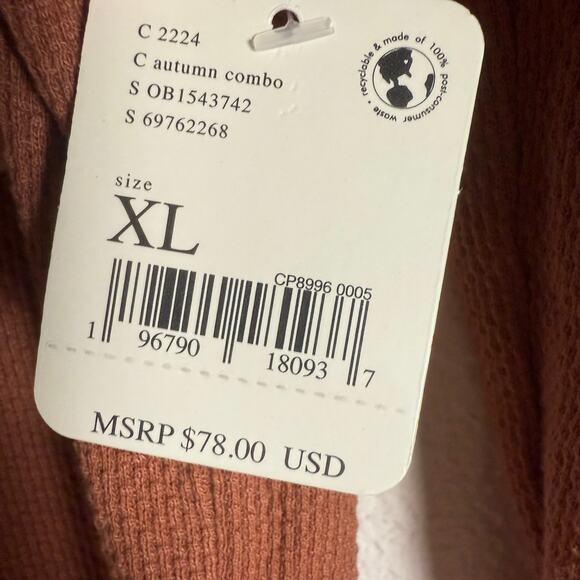 C 2224
C autumn combo
S OB1543742
S 69762268
recyclable & made of 100% post-consumer waste •
size
XL
CP8996 0005
1 96790 18093 7
MSRP $78.00 USD